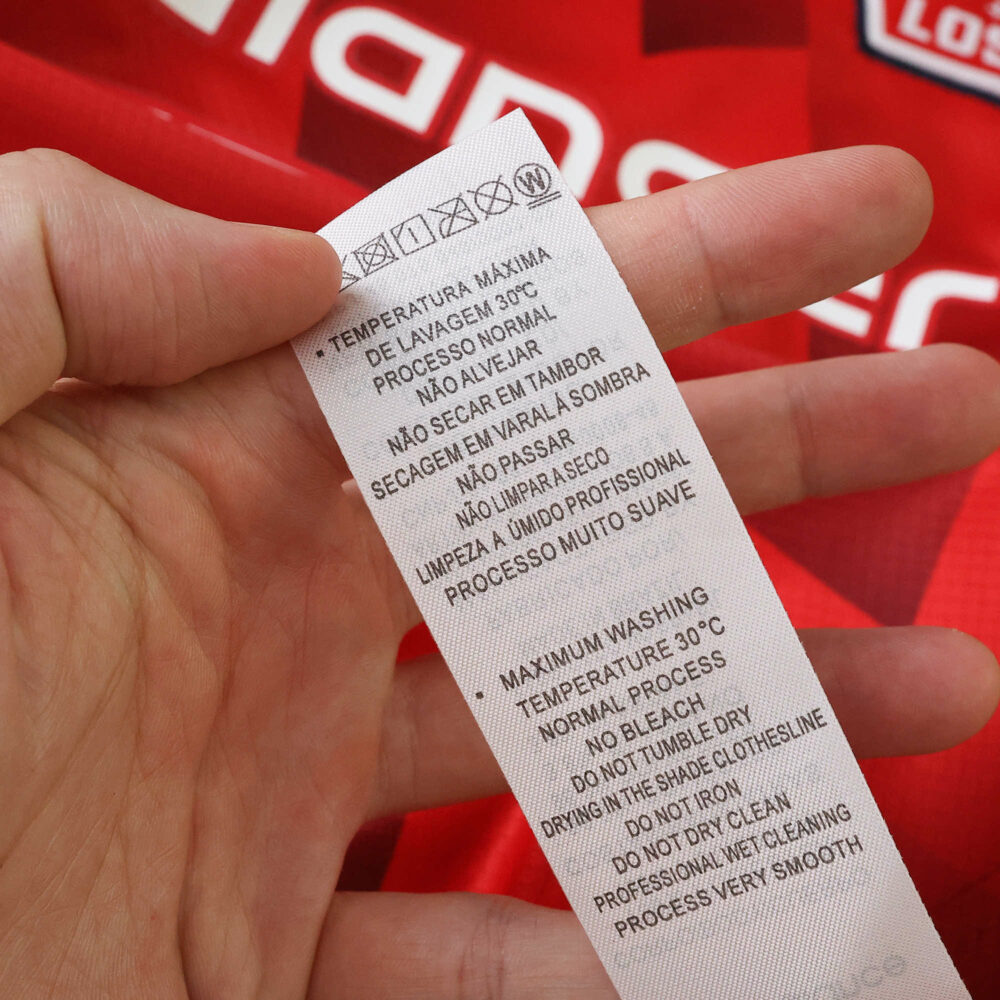 LOS
W
1
• TEMPERATURA MÁXIMA
DE LAVAGEM 30°C
PROCESSO NORMAL
NÃO ALVEJAR
NÃO SECAR EM TAMBOR
SECAGEM EM VARALÁ SOMBRA
NÃO PASSAR
NÃO LIMPAR A SECO
LIMPEZA A ÚMIDO PROFISSIONAL
PROCESSO MUITO SUAVE
• MAXIMUM WASHING
TEMPERATURE 30°C
NORMAL PROCESS
NO BLEACH
DO NOT TUMBLE DRY
DRYING IN THE SHADE CLOTHESLINE
DO NOT IRON
DO NOT DRY CLEAN
PROFESSIONAL WET CLEANING
PROCESS VERY SMOOTH